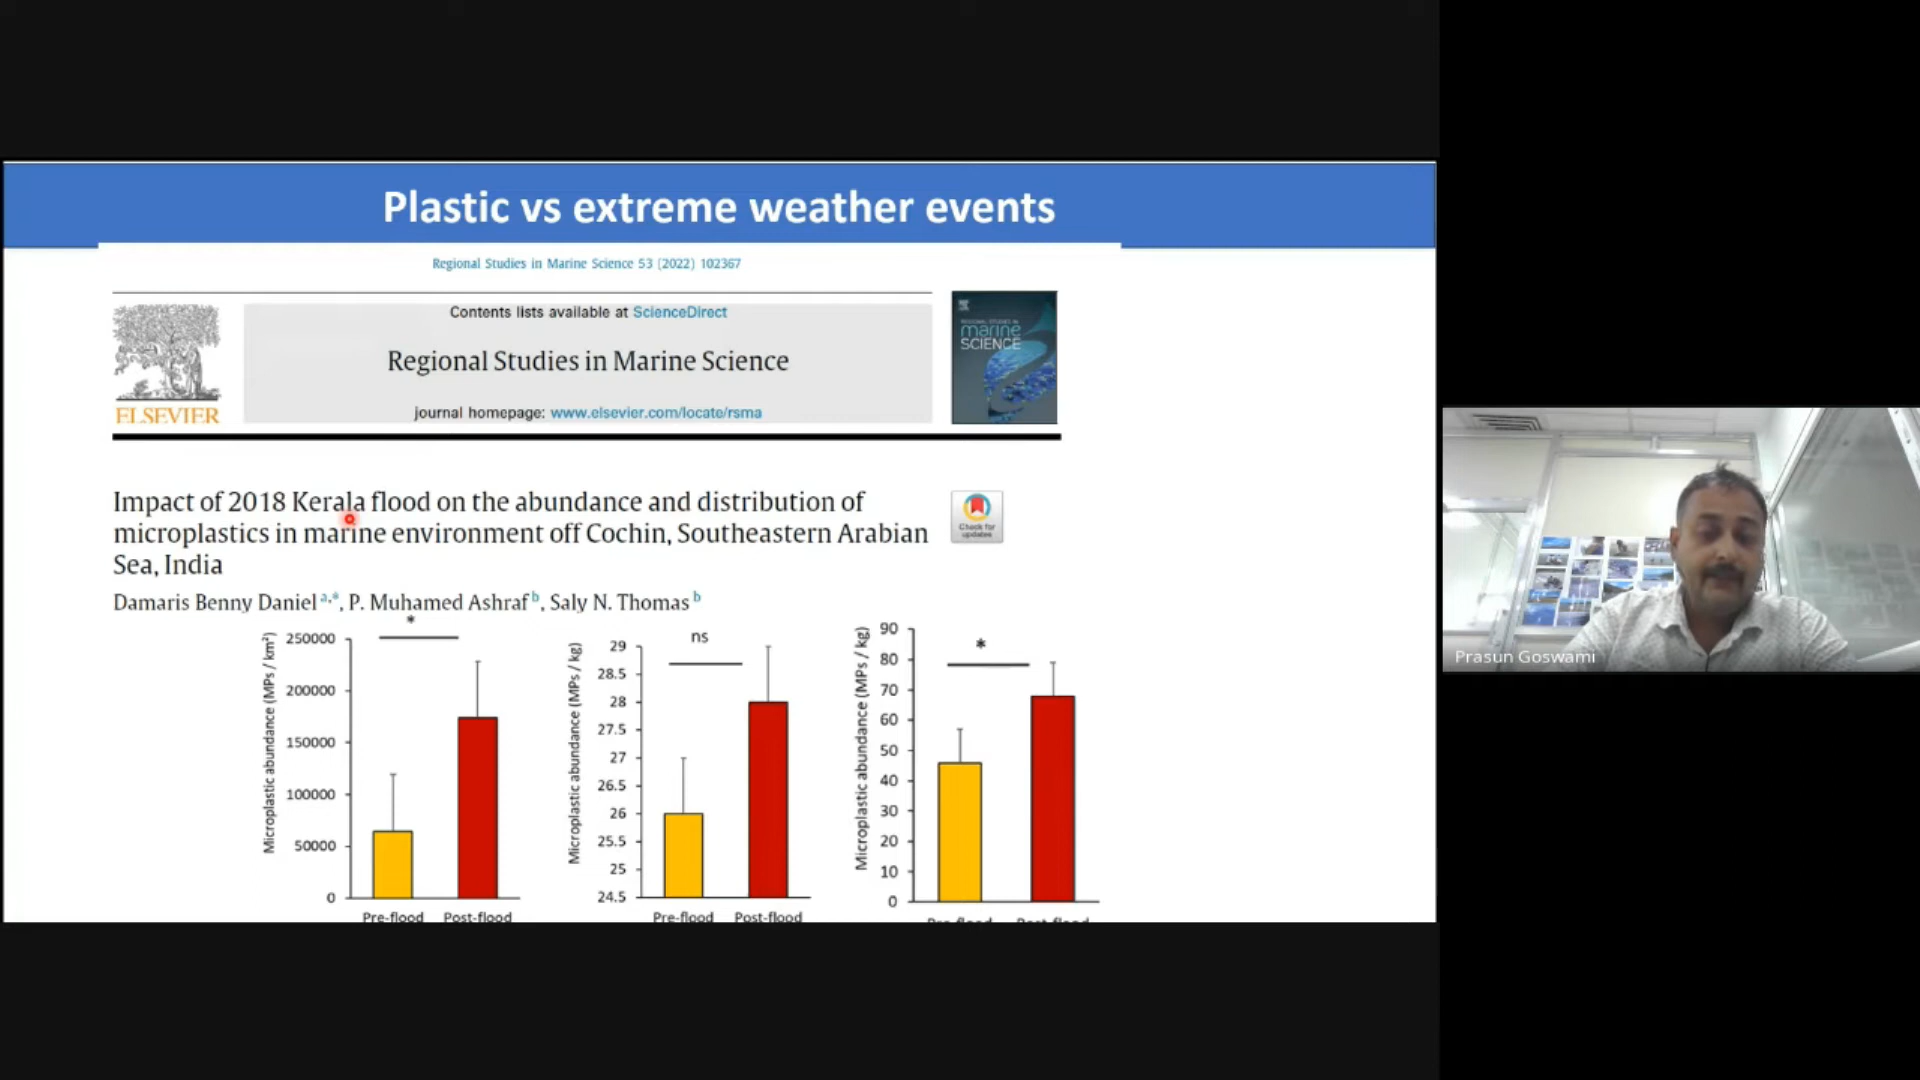 Plastic vs extreme weather events
Regional Studies in Marine Science 53 (2022) 102367
Contents lists available at ScienceDirect
Regional Studies in Marine Science
journal homepage: www.elsevier.com/locate/rsma
ELSEVIER
REGIONAL STUDIES IN
marine
SCIENCE
Impact of 2018 Kerala flood on the abundance and distribution of
microplastics in marine environment off Cochin, Southeastern Arabian
Sea, India
Check for
updates
Damaris Benny Daniel a,*, P. Muhamed Ashraf b, Saly N. Thomas b
Microplastic abundance (MPs / km²)
250000
200000
150000
100000
50000
0
*
Pre-flood Post-flood
Microplastic abundance (MPs / kg)
29
28.5
28
27.5
27
26.5
26
25.5
25
24.5
ns
Pre-flood Post-flood
Microplastic abundance (MPs / kg)
90
80
70
60
50
40
30
20
10
0
*
Pre-flood Post-flood
Prasun Goswami